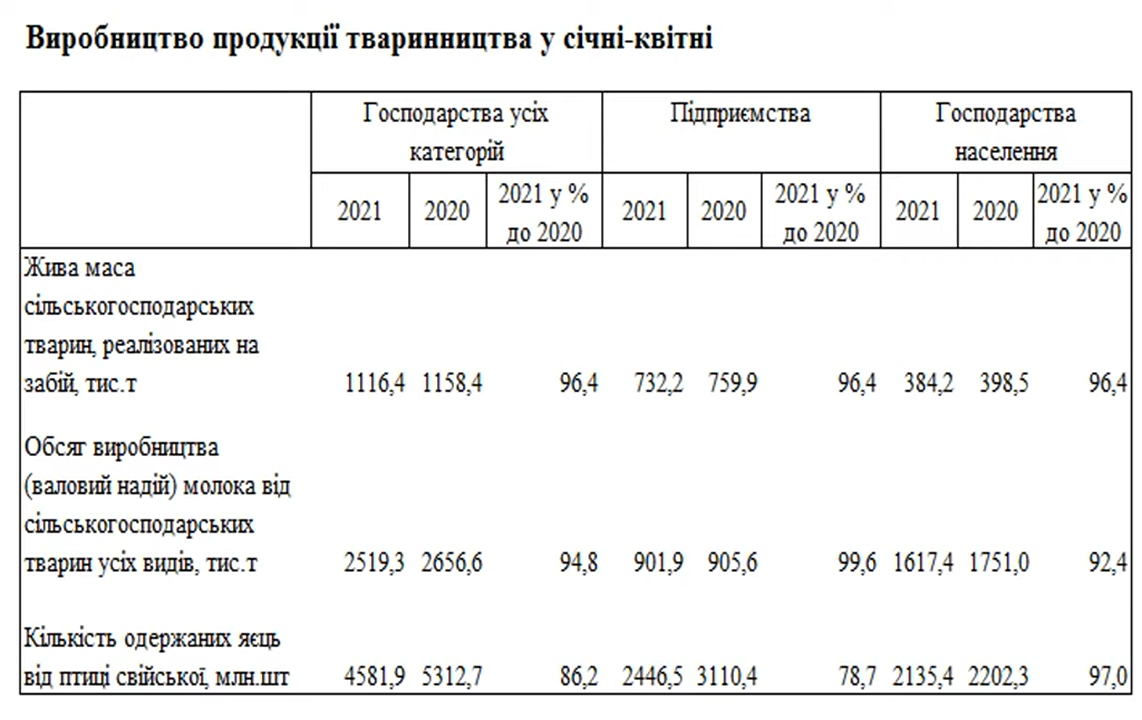 Виробництво продукції тваринництва у січні-квітні
Господарства усіх Підприємства Господарства
категорій населення
2021 у % 2021 у % 2021 у %
2021 2020 2021 2020 2021 2020
до 2020 до 2020 до 2020
Жива маса
сільськогосподарських
тварин, реалізованих на
забій, тис.т 1116,4 1158,4 96,4 732,2 759,9 96,4 384,2 398,5 96,4
Обсяг виробництва
(валовий надій) молока від
сільськогосподарських
тварин усіх видів, тис.т 2519,3 2656,6 94,8 901,9 905,6 99,6 1617,4 1751,0 92,4
Кількість одержаних яєць
від птиці свійської, млн.шт 4581,9 5312,7 86,2 2446,5 3110,4 78,7 2135,4 2202,3 97,0